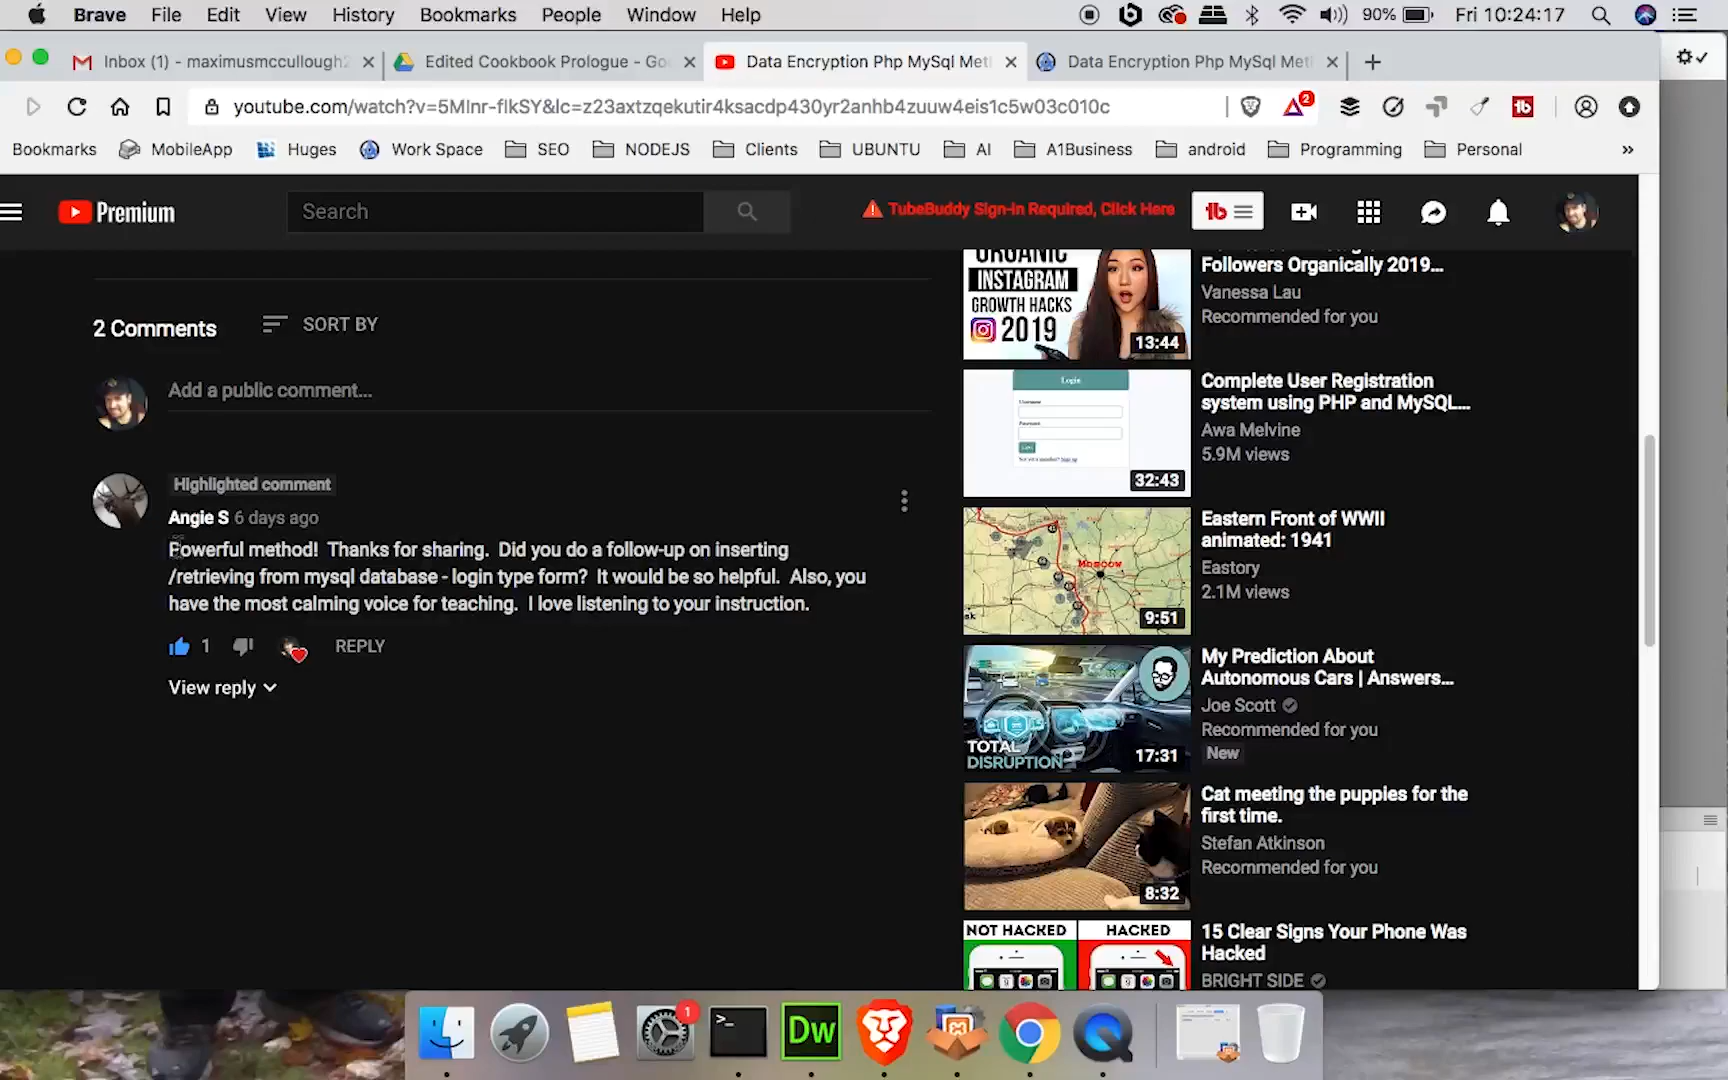 Brave File Edit View History Bookmarks People Window Help 90% Fri 10:24:17
Inbox (1) - maximusmccullough2
Edited Cookbook Prologue - Goo
Data Encryption Php MySql Met
Data Encryption Php MySql Met
youtube.com/watch?v=5MInr-fIkSY&lc=z23axtzqekutir4ksacdp430yr2anhb4zuuw4eis1c5w03c010c
2
Bookmarks MobileApp Huges Work Space SEO NODEJS Clients UBUNTU AI A1Business android Programming Personal »
Premium
Search
TubeBuddy Sign-in Required, Click Here
2 Comments
SORT BY
Add a public comment...
Highlighted comment
Angie S 6 days ago
Powerful method! Thanks for sharing. Did you do a follow-up on inserting
/retrieving from mysql database - login type form? It would be so helpful. Also, you
have the most calming voice for teaching. I love listening to your instruction.
1
REPLY
View reply
ORGANIC
INSTAGRAM
GROWTH HACKS
2019
13:44
Followers Organically 2019...
Vanessa Lau
Recommended for you
Login
Username
Password
32:43
Complete User Registration
system using PHP and MySQL...
Awa Melvine
5.9M views
Moscow
9:51
Eastern Front of WWII
animated: 1941
Eastory
2.1M views
TOTAL
DISRUPTION
17:31
My Prediction About
Autonomous Cars | Answers...
Joe Scott
Recommended for you
New
8:32
Cat meeting the puppies for the
first time.
Stefan Atkinson
Recommended for you
NOT HACKED
HACKED
15 Clear Signs Your Phone Was
Hacked
BRIGHT SIDE
1
Dw